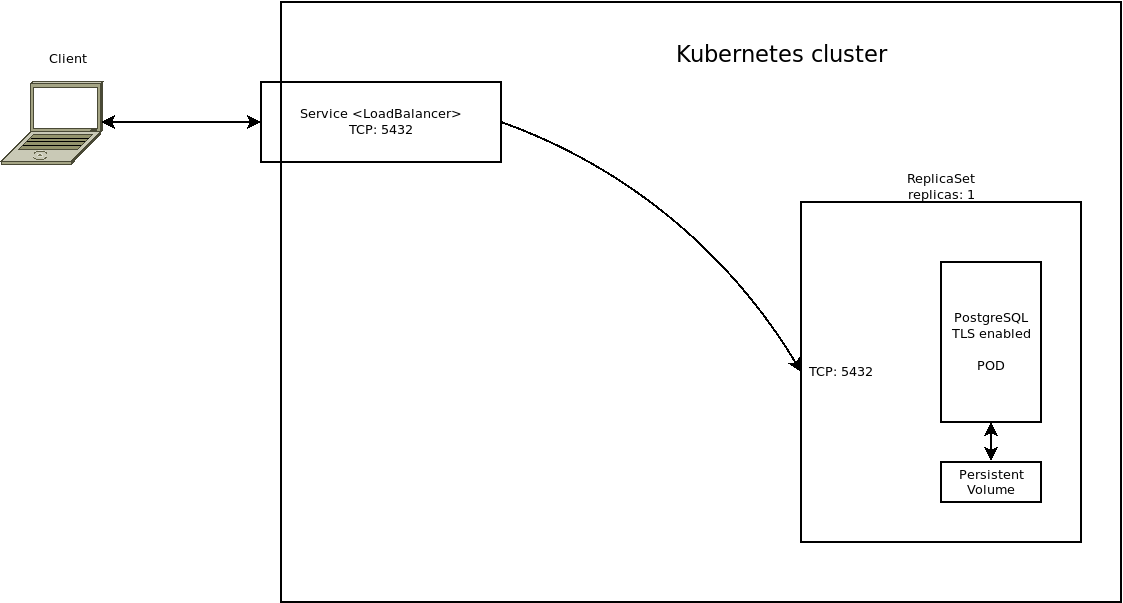 Client
Kubernetes cluster
Service <LoadBalancer>
TCP: 5432
ReplicaSet
replicas: 1
PostgreSQL
TLS enabled
POD
TCP: 5432
Persistent
Volume